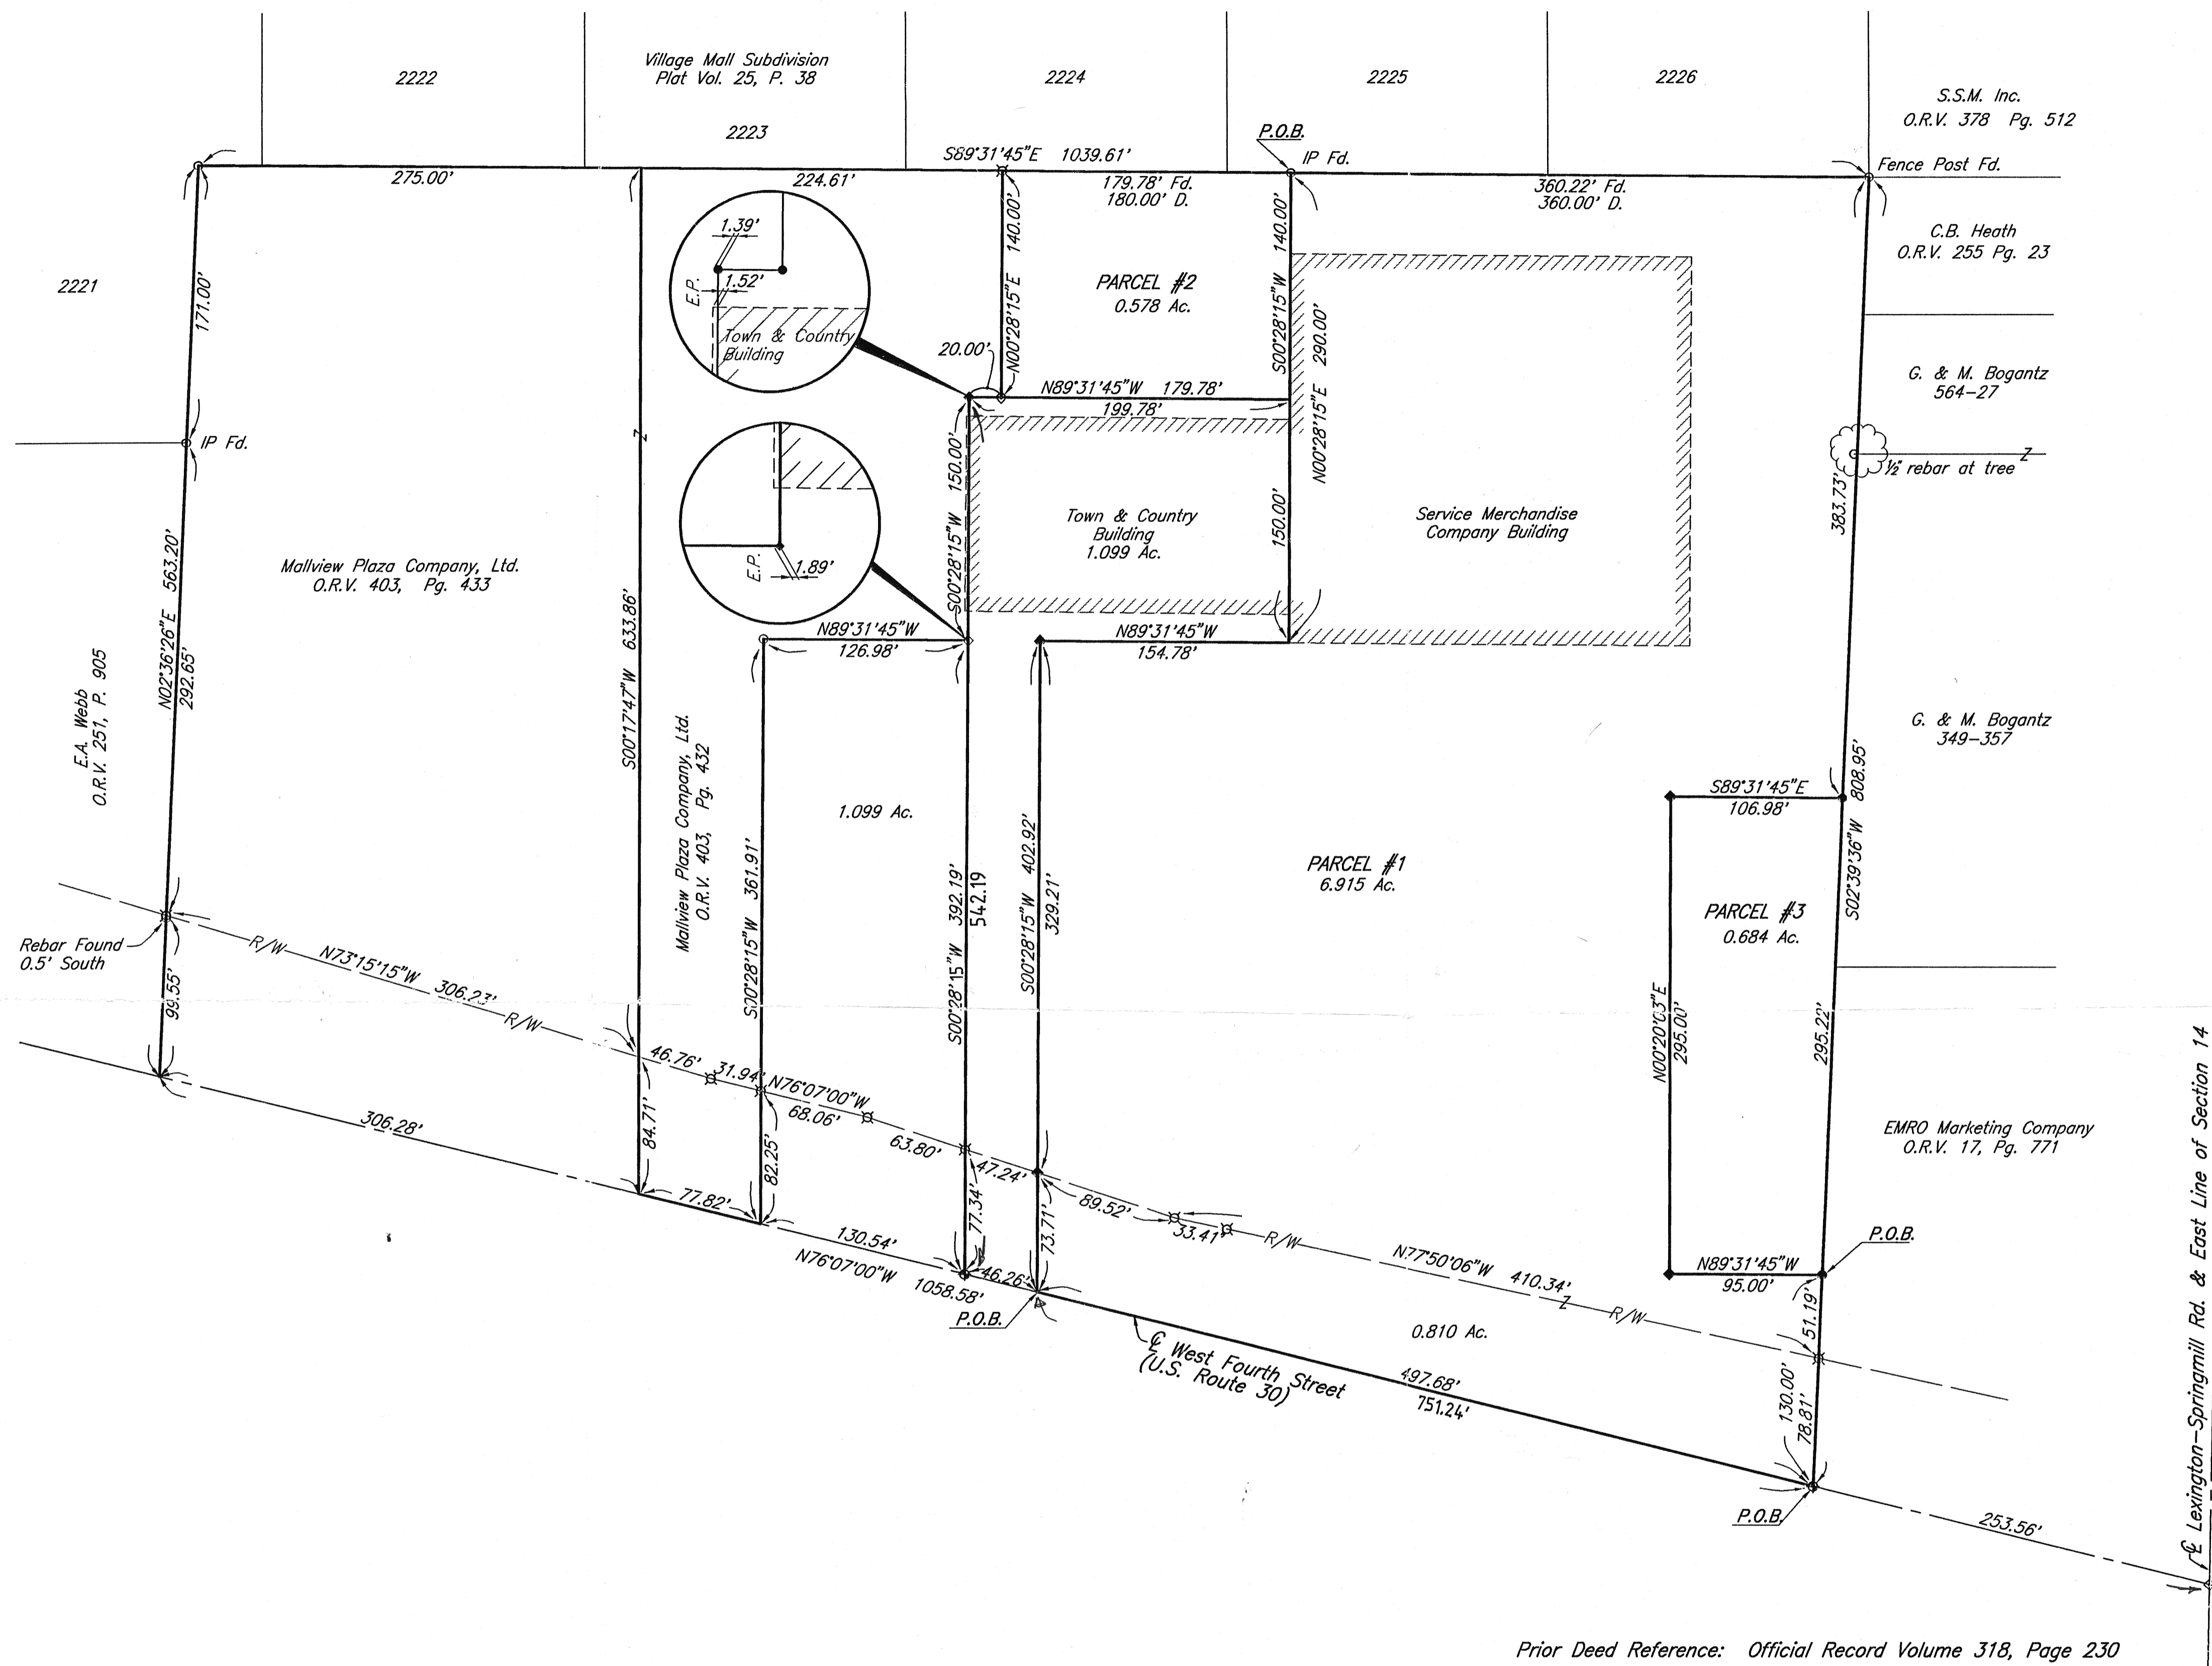 2222
Village Mall Subdivision
Plat Vol. 25, P. 38
2223
2224
2225
2226
S.S.M. Inc.
O.R.V. 378 Pg. 512
P.O.B.
IP Fd.
S89°31'45"E 1039.61'
Fence Post Fd.
275.00'
224.61'
179.78' Fd.
180.00' D.
360.22' Fd.
360.00' D.
2221
171.00'
1.39'
1.52'
E.P.
Town & Country
Building
N00°28'15"E 140.00'
PARCEL #2
0.578 Ac.
S00°28'15"W 140.00'
N00°28'15"E 290.00'
C.B. Heath
O.R.V. 255 Pg. 23
G. & M. Bogantz
564-27
20.00'
N89°31'45"W 179.78'
199.78'
IP Fd.
Z
½" rebar at tree
Z
383.73'
S00°28'15"W 150.00'
150.00'
Town & Country
Building
1.099 Ac.
Service Merchandise
Company Building
E.P.
1.89'
Mallview Plaza Company, Ltd.
O.R.V. 403, Pg. 433
N02°36'26"E 563.20'
292.65'
S00°17'47"W 633.86'
N89°31'45"W
126.98'
N89°31'45"W
154.78'
E.A. Webb
O.R.V. 251, P. 905
Mallview Plaza Company, Ltd.
O.R.V. 403, Pg. 432
1.099 Ac.
S00°28'15"W 361.91'
S00°28'15"W 392.19'
542.19
S00°28'15"W 402.92'
329.21'
PARCEL #1
6.915 Ac.
G. & M. Bogantz
349-357
S89°31'45"E
106.98'
S02°39'36"W 808.95'
PARCEL #3
0.684 Ac.
N00°20'03"E
295.00'
295.22'
Rebar Found
0.5' South
99.55'
R/W
N73°15'15"W 306.23'
R/W
46.76'
31.94'
N76°07'00"W
68.06'
63.80'
47.24'
89.52'
33.41'
R/W
N77°50'06"W 410.34'
Z
R/W
EMRO Marketing Company
O.R.V. 17, Pg. 771
306.28'
84.71'
77.82'
82.25'
130.54'
N76°07'00"W 1058.58'
77.34'
46.26'
73.71'
P.O.B.
N89°31'45"W
95.00'
P.O.B.
51.19'
0.810 Ac.
℄ West Fourth Street
(U.S. Route 30)
497.68'
751.24'
130.00'
78.81'
P.O.B.
253.56'
℄ Lexington-Springmill Rd. & East Line of Section 14
Prior Deed Reference: Official Record Volume 318, Page 230